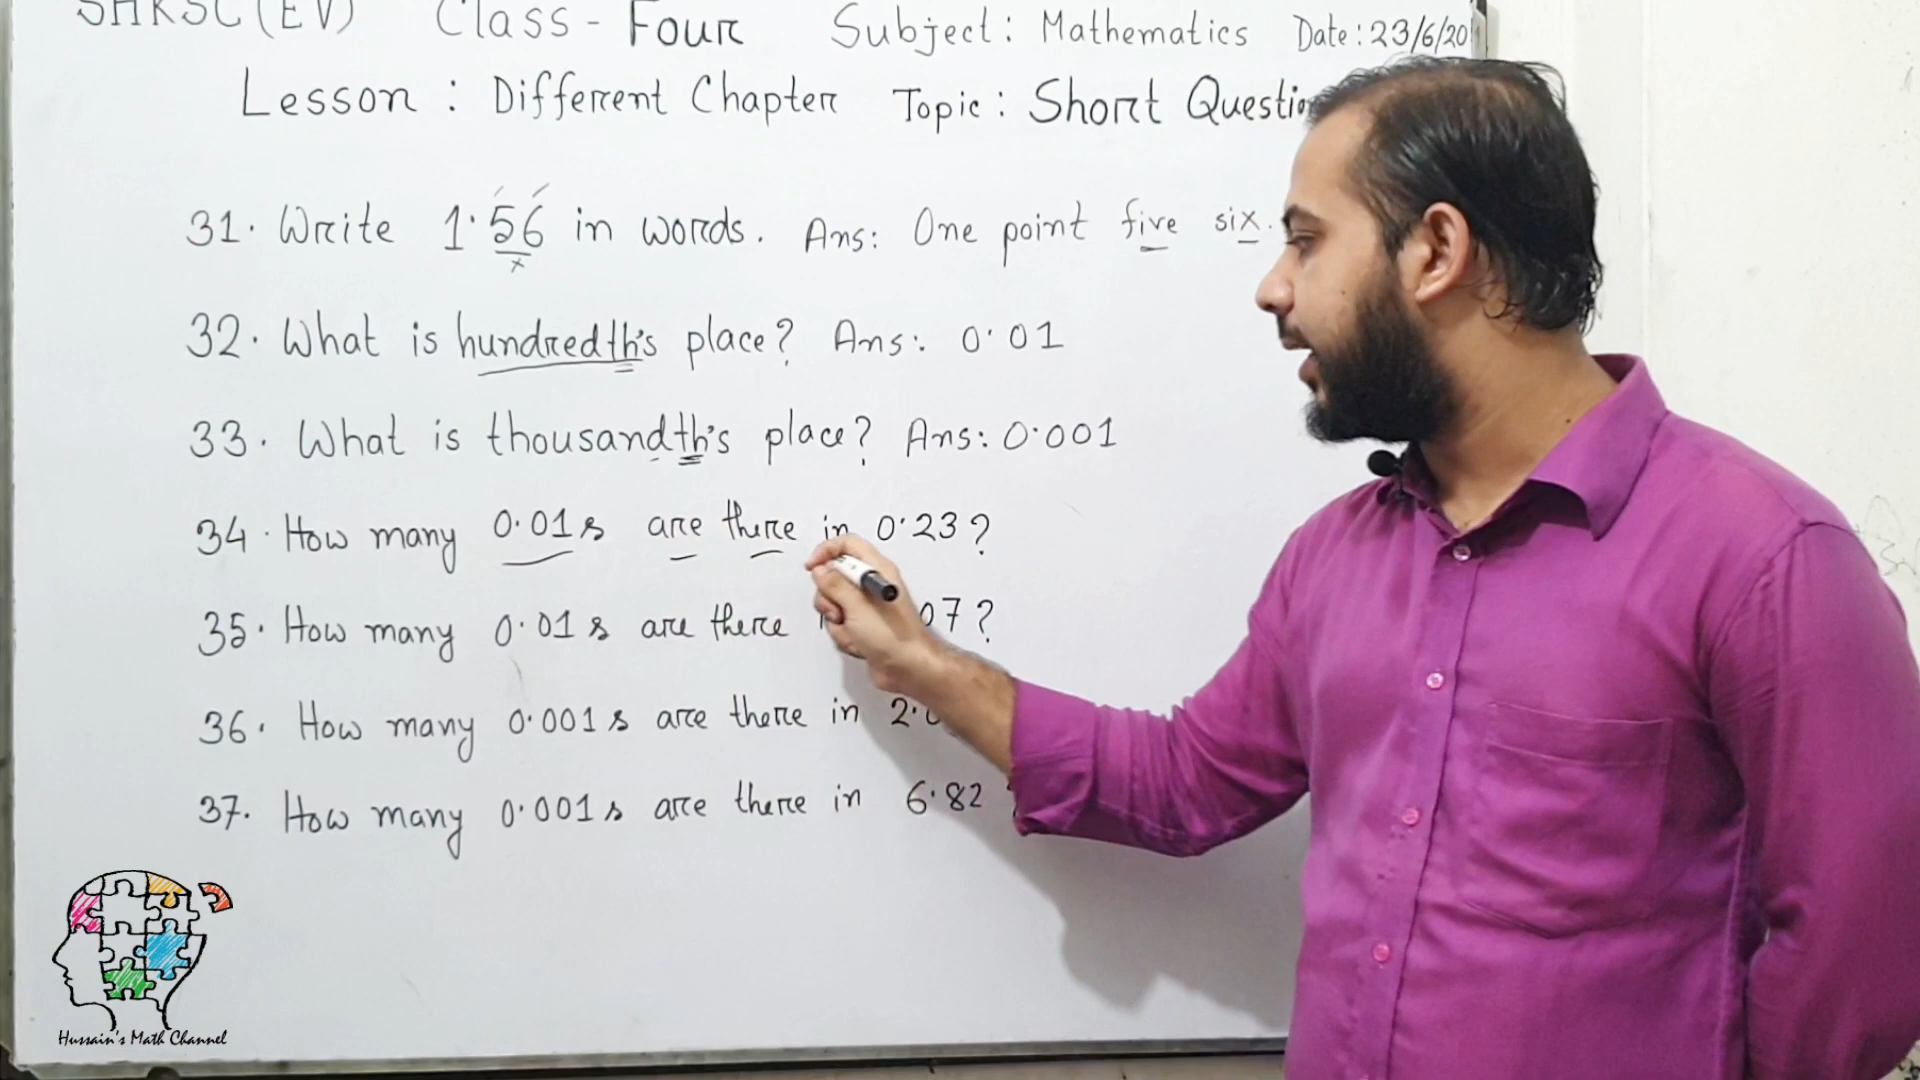 SHKSC (EV) Class - Four Subject: Mathematics Date: 23/6/20
Lesson : Different Chapter Topic : Short
31. Write 1.56 in words. Ans: One point five six.
32. What is hundredth's place? Ans: 0.01
33. What is thousandth's place? Ans: 0.001
34. How many 0.01s are there in 0.23?
35. How many 0.01s are there 07?
36. How many 0.001s are there in 2.
37. How many 0.001s are there in 6.82
Hussain's Math Channel